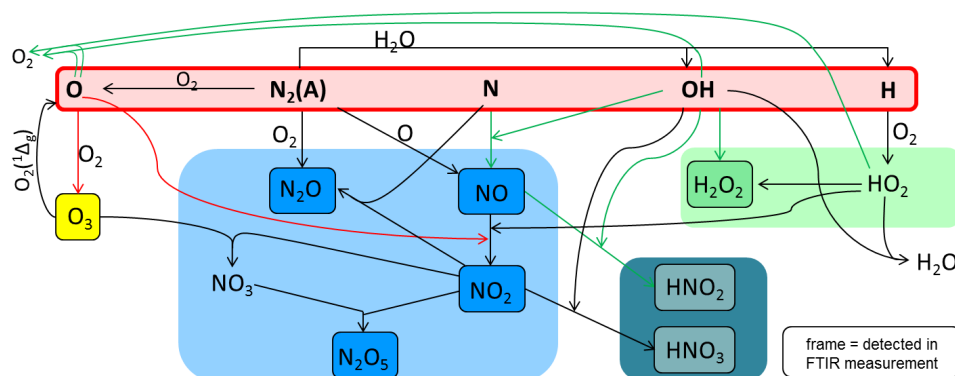 H₂O
O₂
O
O₂
N₂(A)
N
OH
H
O₂(¹Δg)
O₂
O₂
O
O₂
N₂O
NO
H₂O₂
HO₂
O₃
NO₃
NO₂
H₂O
HNO₂
N₂O₅
HNO₃
frame = detected in
FTIR measurement